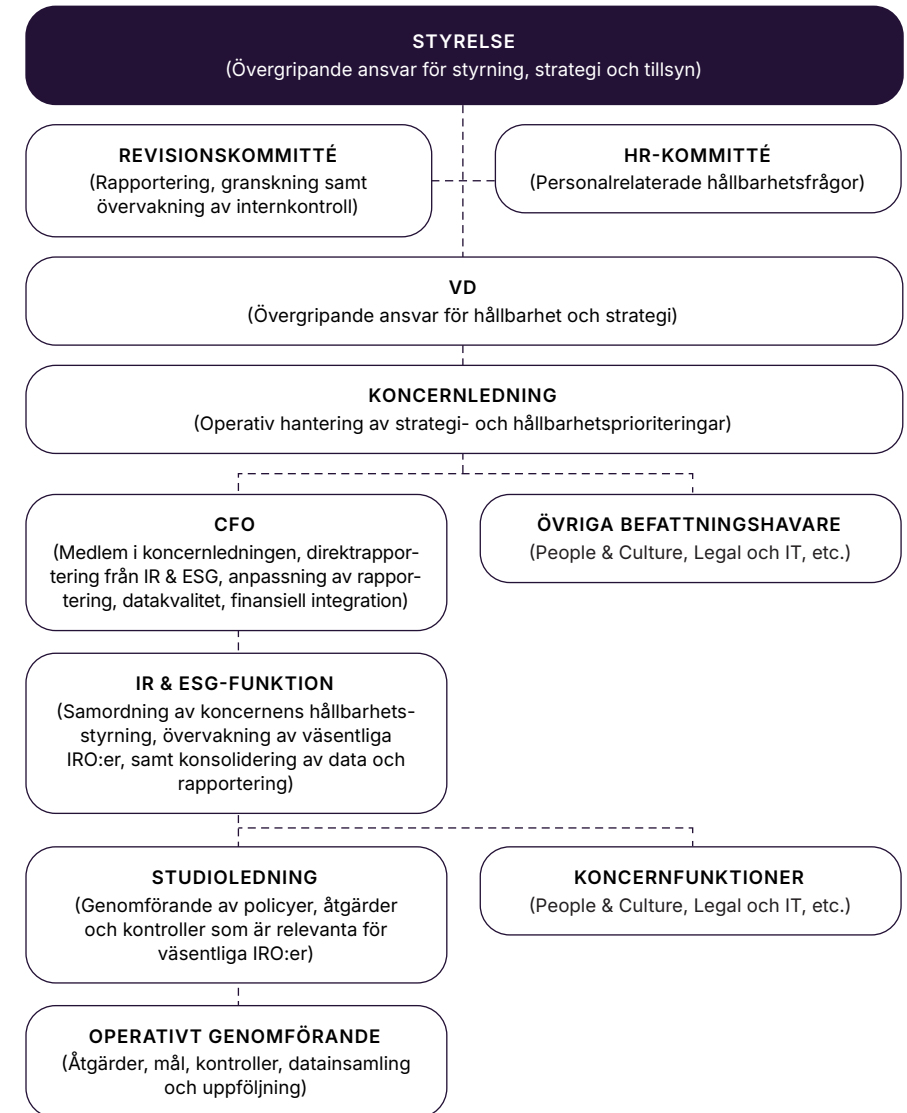 STYRELSE
(Övergripande ansvar för styrning, strategi och tillsyn)
REVISIONSKOMMITTÉ
(Rapportering, granskning samt
övervakning av internkontroll)
HR-KOMMITTÉ
(Personalrelaterade hållbarhetsfrågor)
VD
(Övergripande ansvar för hållbarhet och strategi)
KONCERNLEDNING
(Operativ hantering av strategi- och hållbarhetsprioriteringar)
CFO
(Medlem i koncernledningen, direktrappor-
tering från IR & ESG, anpassning av rappor-
tering, datakvalitet, finansiell integration)
ÖVRIGA BEFATTNINGSHAVARE
(People & Culture, Legal och IT, etc.)
IR & ESG-FUNKTION
(Samordning av koncernens hållbarhets-
styrning, övervakning av väsentliga
IRO:er, samt konsolidering av data och
rapportering)
STUDIOLEDNING
(Genomförande av policyer, åtgärder
och kontroller som är relevanta för
väsentliga IRO:er)
KONCERNFUNKTIONER
(People & Culture, Legal och IT, etc.)
OPERATIVT GENOMFÖRANDE
(Åtgärder, mål, kontroller, datainsamling
och uppföljning)